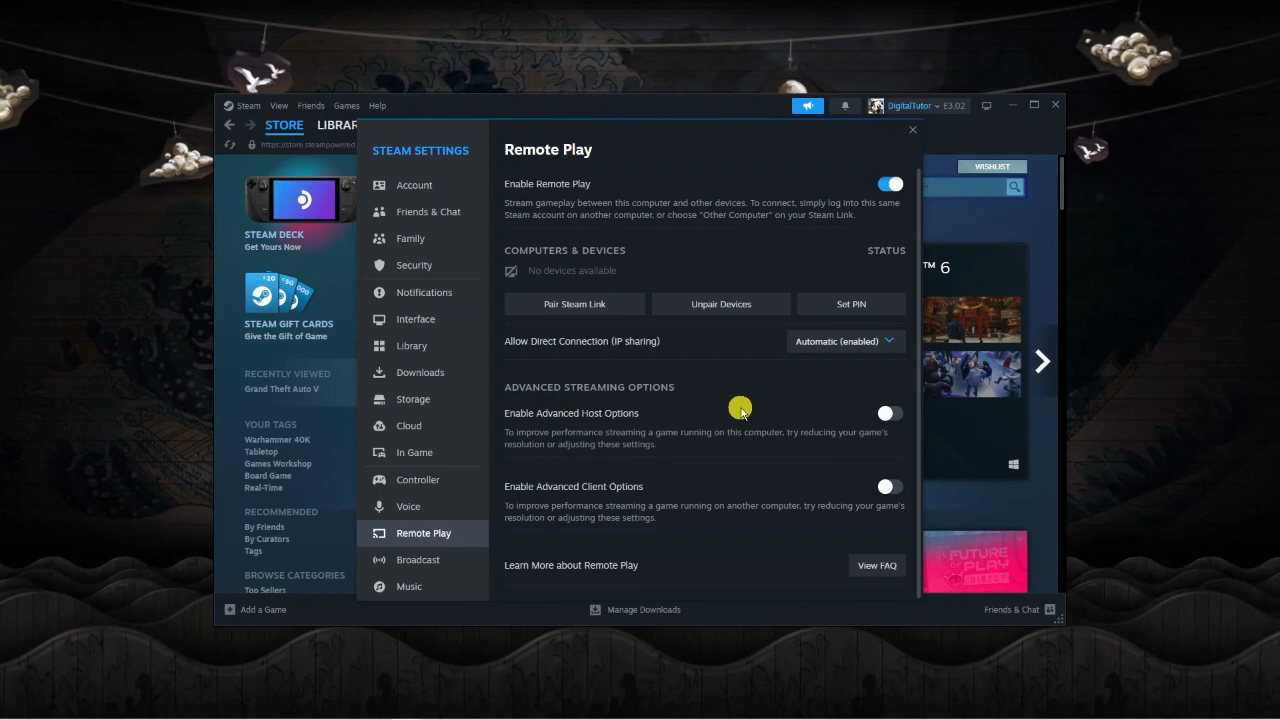 Steam View Friends Games Help
DigitalTutor E3.02
STORE LIBRAR
https://store.steampowered.
WISHLIST
STEAM DECK
Get Yours Now
STEAM GIFT CARDS
Give the Gift of Game
RECENTLY VIEWED
Grand Theft Auto V
YOUR TAGS
Warhammer 40K
Tabletop
Games Workshop
Board Game
Real-Time
RECOMMENDED
By Friends
By Curators
Tags
BROWSE CATEGORIES
Top Sellers
STEAM SETTINGS
Account
Friends & Chat
Family
Security
Notifications
Interface
Library
Downloads
Storage
Cloud
In Game
Controller
Voice
Remote Play
Broadcast
Music
Remote Play
Enable Remote Play
Stream gameplay between this computer and other devices. To connect, simply log into this same
Steam account on another computer, or choose "Other Computer" on your Steam Link.
COMPUTERS & DEVICES STATUS
No devices available
Pair Steam Link Unpair Devices Set PIN
Allow Direct Connection (IP sharing) Automatic (enabled)
ADVANCED STREAMING OPTIONS
Enable Advanced Host Options
To improve performance streaming a game running on this computer, try reducing your game's
resolution or adjusting these settings.
Enable Advanced Client Options
To improve performance streaming a game running on another computer, try reducing your game's
resolution or adjusting these settings.
Learn More about Remote Play View FAQ
™ 6
FUTURE
OF PLAY
DIRECT
Add a Game Manage Downloads Friends & Chat